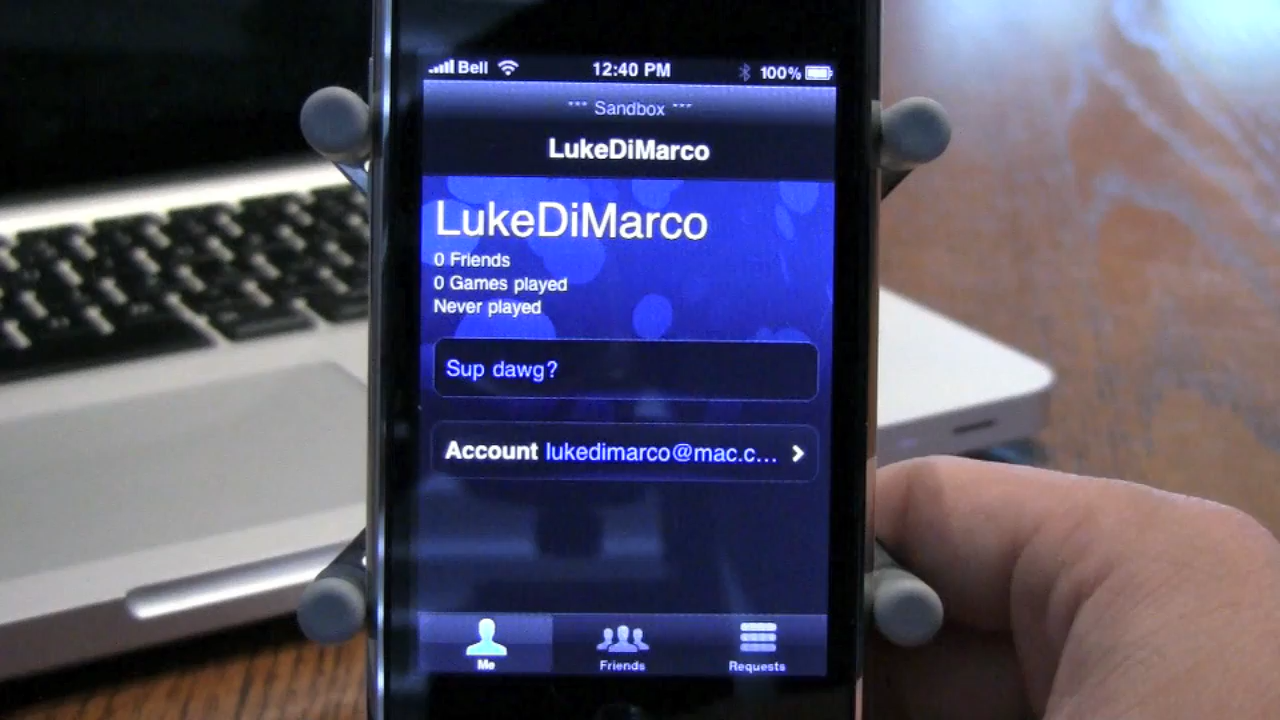 Bell 12:40 PM 100%
*** Sandbox ***
LukeDiMarco
LukeDiMarco
0 Friends
0 Games played
Never played
Sup dawg?
Account lukedimarco@mac.c...
Me Friends Requests